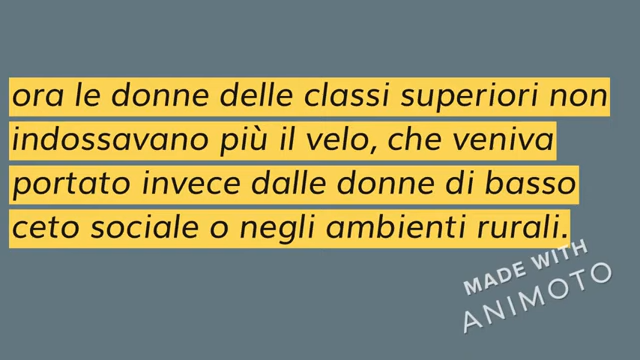 ora le donne delle classi superiori non
indossavano più il velo, che veniva
portato invece dalle donne di basso
ceto sociale o negli ambienti rurali.
MADE WITH
ANIMOTO